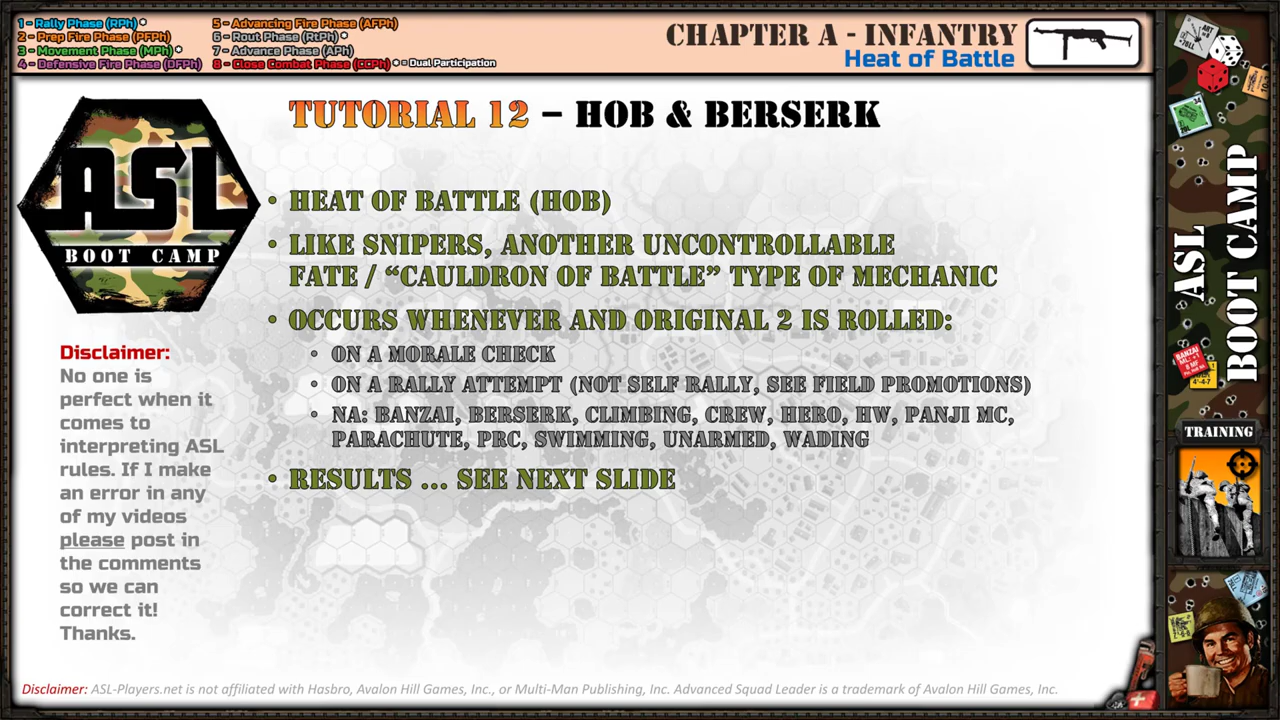 1 - Rally Phase (RPh) *
2 - Prep Fire Phase (PFPh)
3 - Movement Phase (MPh) *
4 - Defensive Fire Phase (DFPh)
5 - Advancing Fire Phase (AFPh)
6 - Rout Phase (RtPh) *
7 - Advance Phase (APh)
8 - Close Combat Phase (CCPh) * = Dual Participation
CHAPTER A - INFANTRY
Heat of Battle
ASL
BOOT CAMP
TUTORIAL 12 – HOB & BERSERK
• HEAT OF BATTLE (HOB)
• LIKE SNIPERS, ANOTHER UNCONTROLLABLE
FATE / “CAULDRON OF BATTLE” TYPE OF MECHANIC
• OCCURS WHENEVER AND ORIGINAL 2 IS ROLLED:
• ON A MORALE CHECK
• ON A RALLY ATTEMPT (NOT SELF RALLY, SEE FIELD PROMOTIONS)
• NA: BANZAI, BERSERK, CLIMBING, CREW, HERO, HW, PANJI MC,
PARACHUTE, PRC, SWIMMING, UNARMED, WADING
• RESULTS ... SEE NEXT SLIDE
Disclaimer:
No one is
perfect when it
comes to
interpreting ASL
rules. If I make
an error in any
of my videos
please post in
the comments
so we can
correct it!
Thanks.
Disclaimer: ASL-Players.net is not affiliated with Hasbro, Avalon Hill Games, Inc., or Multi-Man Publishing, Inc. Advanced Squad Leader is a trademark of Avalon Hill Games, Inc.
ASL
BOOT CAMP
BANZAI
TRAINING